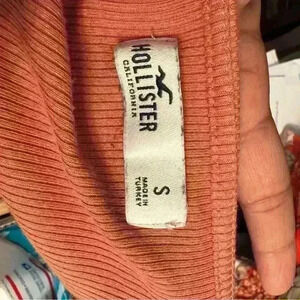 HOLLISTER
CALIFORNIA
S
MADE IN
TURKEY